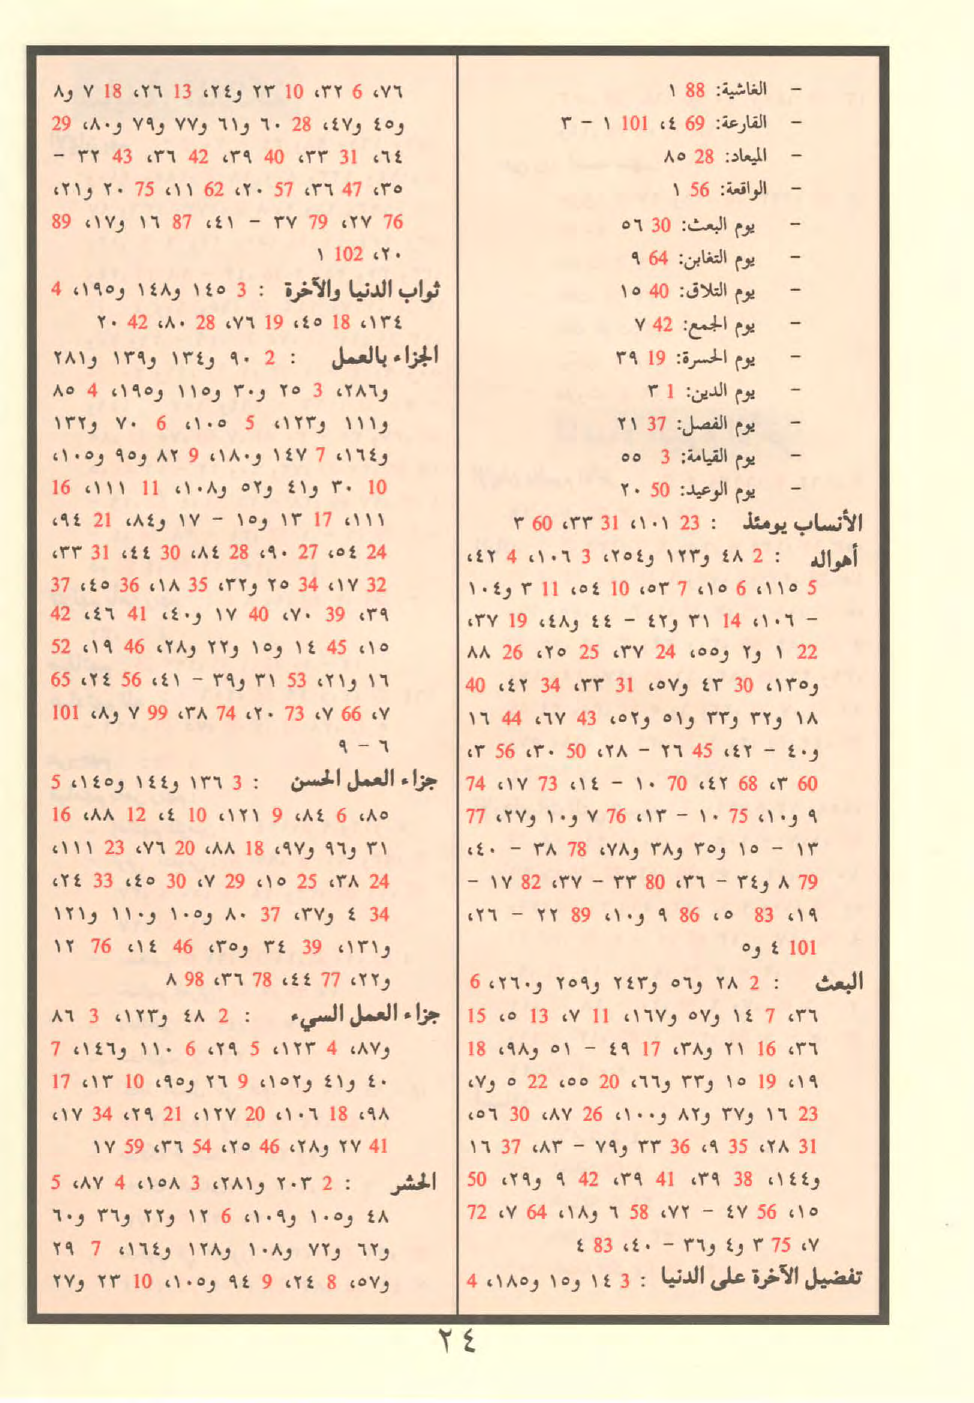 - الغاشية: 88 ١
- القارعة: 69 ٤، 101 ١ - ٣
- الميعاد: 28 ٨٥
- الواقعة: 56 ١
- يوم البعث: 30 ٥٦
- يوم التغابن: 64 ٩
- يوم التلاق: 40 ١٥
- يوم الجمع: 42 ٧
- يوم الحسرة: 19 ٣٩
- يوم الدين: 1 ٣
- يوم الفصل: 37 ٢١
- يوم القيامة: 3 ٥٥
- يوم الوعيد: 50 ٢٠
الأنساب يومئذ : 23 ١٠١، 31 ٣٣، 60 ٣
أهواله : 2 ٤٨ و١٢٣ و٢٥٤، 3 ١٠٦، 4 ٤٢،
5 ١١٥، 6 ١٥، 7 ٥٣، 10 ٥٤، 11 ٣ و١٠٤
- ١٠٦، 14 ٣١ و٤٢ - ٤٤ و٤٨، 19 ٣٧،
22 ١ و٢ و٥٥، 24 ٣٧، 25 ٢٥، 26 ٨٨
و١٣٥، 30 ٤٣ و٥٧، 31 ٣٣، 34 ٤٢، 40
١٨ و٣٢ و٣٣ و٥١ و٥٢، 43 ٦٧، 44 ١٦
و٤٠ - ٤٢، 45 ٢٦ - ٢٨، 50 ٣٠، 56 ٣،
60 ٣، 68 ٤٢، 70 ١٠ - ١٤، 73 ١٧، 74
٩ و١٠، 75 ١٠ - ١٣، 76 ٧ و١٠ و٢٧، 77
١٣ - ١٥ و٣٥ و٣٨ و٧٨، 78 ٣٨ - ٤٠،
79 ٨ و٣٤ - ٣٦، 80 ٣٣ - ٣٧، 82 ١٧ -
١٩، 83 ٥، 86 ٩ و١٠، 89 ٢٢ - ٢٦،
101 ٤ و٥
البعث : 2 ٢٨ و٥٦ و٢٤٣ و٢٥٩ و٢٦٠، 6
٣٦، 7 ١٤ و٥٧ و١٦٧، 11 ٧، 13 ٥، 15
٣٦، 16 ٢١ و٣٨، 17 ٤٩ - ٥١ و٩٨، 18
١٩، 19 ١٥ و٣٣ و٦٦، 20 ٥٥، 22 ٥ و٧،
23 ١٦ و٣٧ و٨٢ و١٠٠، 26 ٨٧، 30 ٥٦،
31 ٢٨، 35 ٩، 36 ٣٣ و٧٩ - ٨٣، 37 ١٦
و١٤٤، 38 ٣٩، 41 ٣٩، 42 ٩ و٢٩، 50
١٥، 56 ٤٧ - ٧٢، 58 ٦ و١٨، 64 ٧، 72
٧، 75 ٣ و٤ و٣٦ - ٤٠، 83 ٤
تفضيل الآخرة على الدنيا : 3 ١٤ و١٥ و١٨٥، 4
٧٦، 6 ٣٢، 10 ٢٣ و٢٤، 13 ٢٦، 18 ٧ و٨
و٤٥ و٤٧، 28 ٦٠ و٦١ و٧٧ و٧٩ و٨٠، 29
٦٤، 31 ٣٣، 40 ٣٩، 42 ٣٦، 43 ٣٢ -
٣٥، 47 ٣٦، 57 ٢٠، 62 ١١، 75 ٢٠ و٢١،
76 ٢٧، 79 ٣٧ - ٤١، 87 ١٦ و١٧، 89
٢٠، 102 ١
ثواب الدنيا والآخرة : 3 ١٤٥ و١٤٨ و١٩٥، 4
١٣٤، 18 ٤٥، 19 ٧٦، 28 ٨٠، 42 ٢٠
الجزاء بالعمل : 2 ٩٠ و١٣٤ و١٣٩ و٢٨١
و٢٨٦، 3 ٢٥ و٣٠ و١١٥ و١٩٥، 4 ٨٥
و١١١ و١٢٣، 5 ١٠٥، 6 ٧٠ و١٣٢
و١٦٤، 7 ١٤٧ و١٨٠، 9 ٨٢ و٩٥ و١٠٥،
10 ٣٠ و٤١ و٥٢ و١٠٨، 11 ١١١، 16
١١١، 17 ١٣ و١٥ - ١٧ و٨٤، 21 ٩٤،
24 ٥٤، 27 ٩٠، 28 ٨٤، 30 ٤٤، 31 ٣٣،
32 ١٧، 34 ٢٥ و٣٢، 35 ١٨، 36 ٤٥، 37
٣٩، 39 ٧٠، 40 ١٧ و٤٠، 41 ٤٦، 42
١٥، 45 ١٤ و١٥ و٢٢ و٢٨، 46 ١٩، 52
١٦ و٢١، 53 ٣١ و٣٩ - ٤١، 56 ٢٤، 65
٧، 66 ٧، 73 ٢٠، 74 ٣٨، 99 ٧ و٨، 101
٦ - ٩
جزاء العمل الحسن : 3 ١٣٦ و١٤٤ و١٤٥، 5
٨٥، 6 ٨٤، 9 ١٢١، 10 ٤، 12 ٨٨، 16
٣١ و٩٦ و٩٧، 18 ٨٨، 20 ٧٦، 23 ١١١،
24 ٣٨، 25 ١٥، 29 ٧، 30 ٤٥، 33 ٢٤،
34 ٤ و٣٧، 37 ٨٠ و١٠٥ و١١٠ و١٢١
و١٣١، 39 ٣٤ و٣٥، 46 ١٤، 76 ١٢
و٢٢، 77 ٤٤، 78 ٣٦، 98 ٨
جزاء العمل السيء : 2 ٤٨ و١٢٣، 3 ٨٦
و٨٧، 4 ١٢٣، 5 ٢٩، 6 ١١٠ و١٤٦، 7
٤٠ و٤١ و١٥٢، 9 ٢٦ و٩٥، 10 ١٣، 17
٩٨، 18 ١٠٦، 20 ١٢٧، 21 ٢٩، 34 ١٧،
41 ٢٧ و٢٨، 46 ٢٥، 54 ٣٦، 59 ١٧
الحشر : 2 ٢٠٣ و٢٨١، 3 ١٥٨، 4 ٨٧، 5
٤٨ و١٠٥ و١٠٩، 6 ١٢ و٢٢ و٣٦ و٦٠
و٦٢ و٧٢ و١٠٨ و١٢٨ و١٦٤، 7 ٢٩
و٥٧، 8 ٢٤، 9 ٩٤ و١٠٥، 10 ٢٣ و٢٧
٢٤